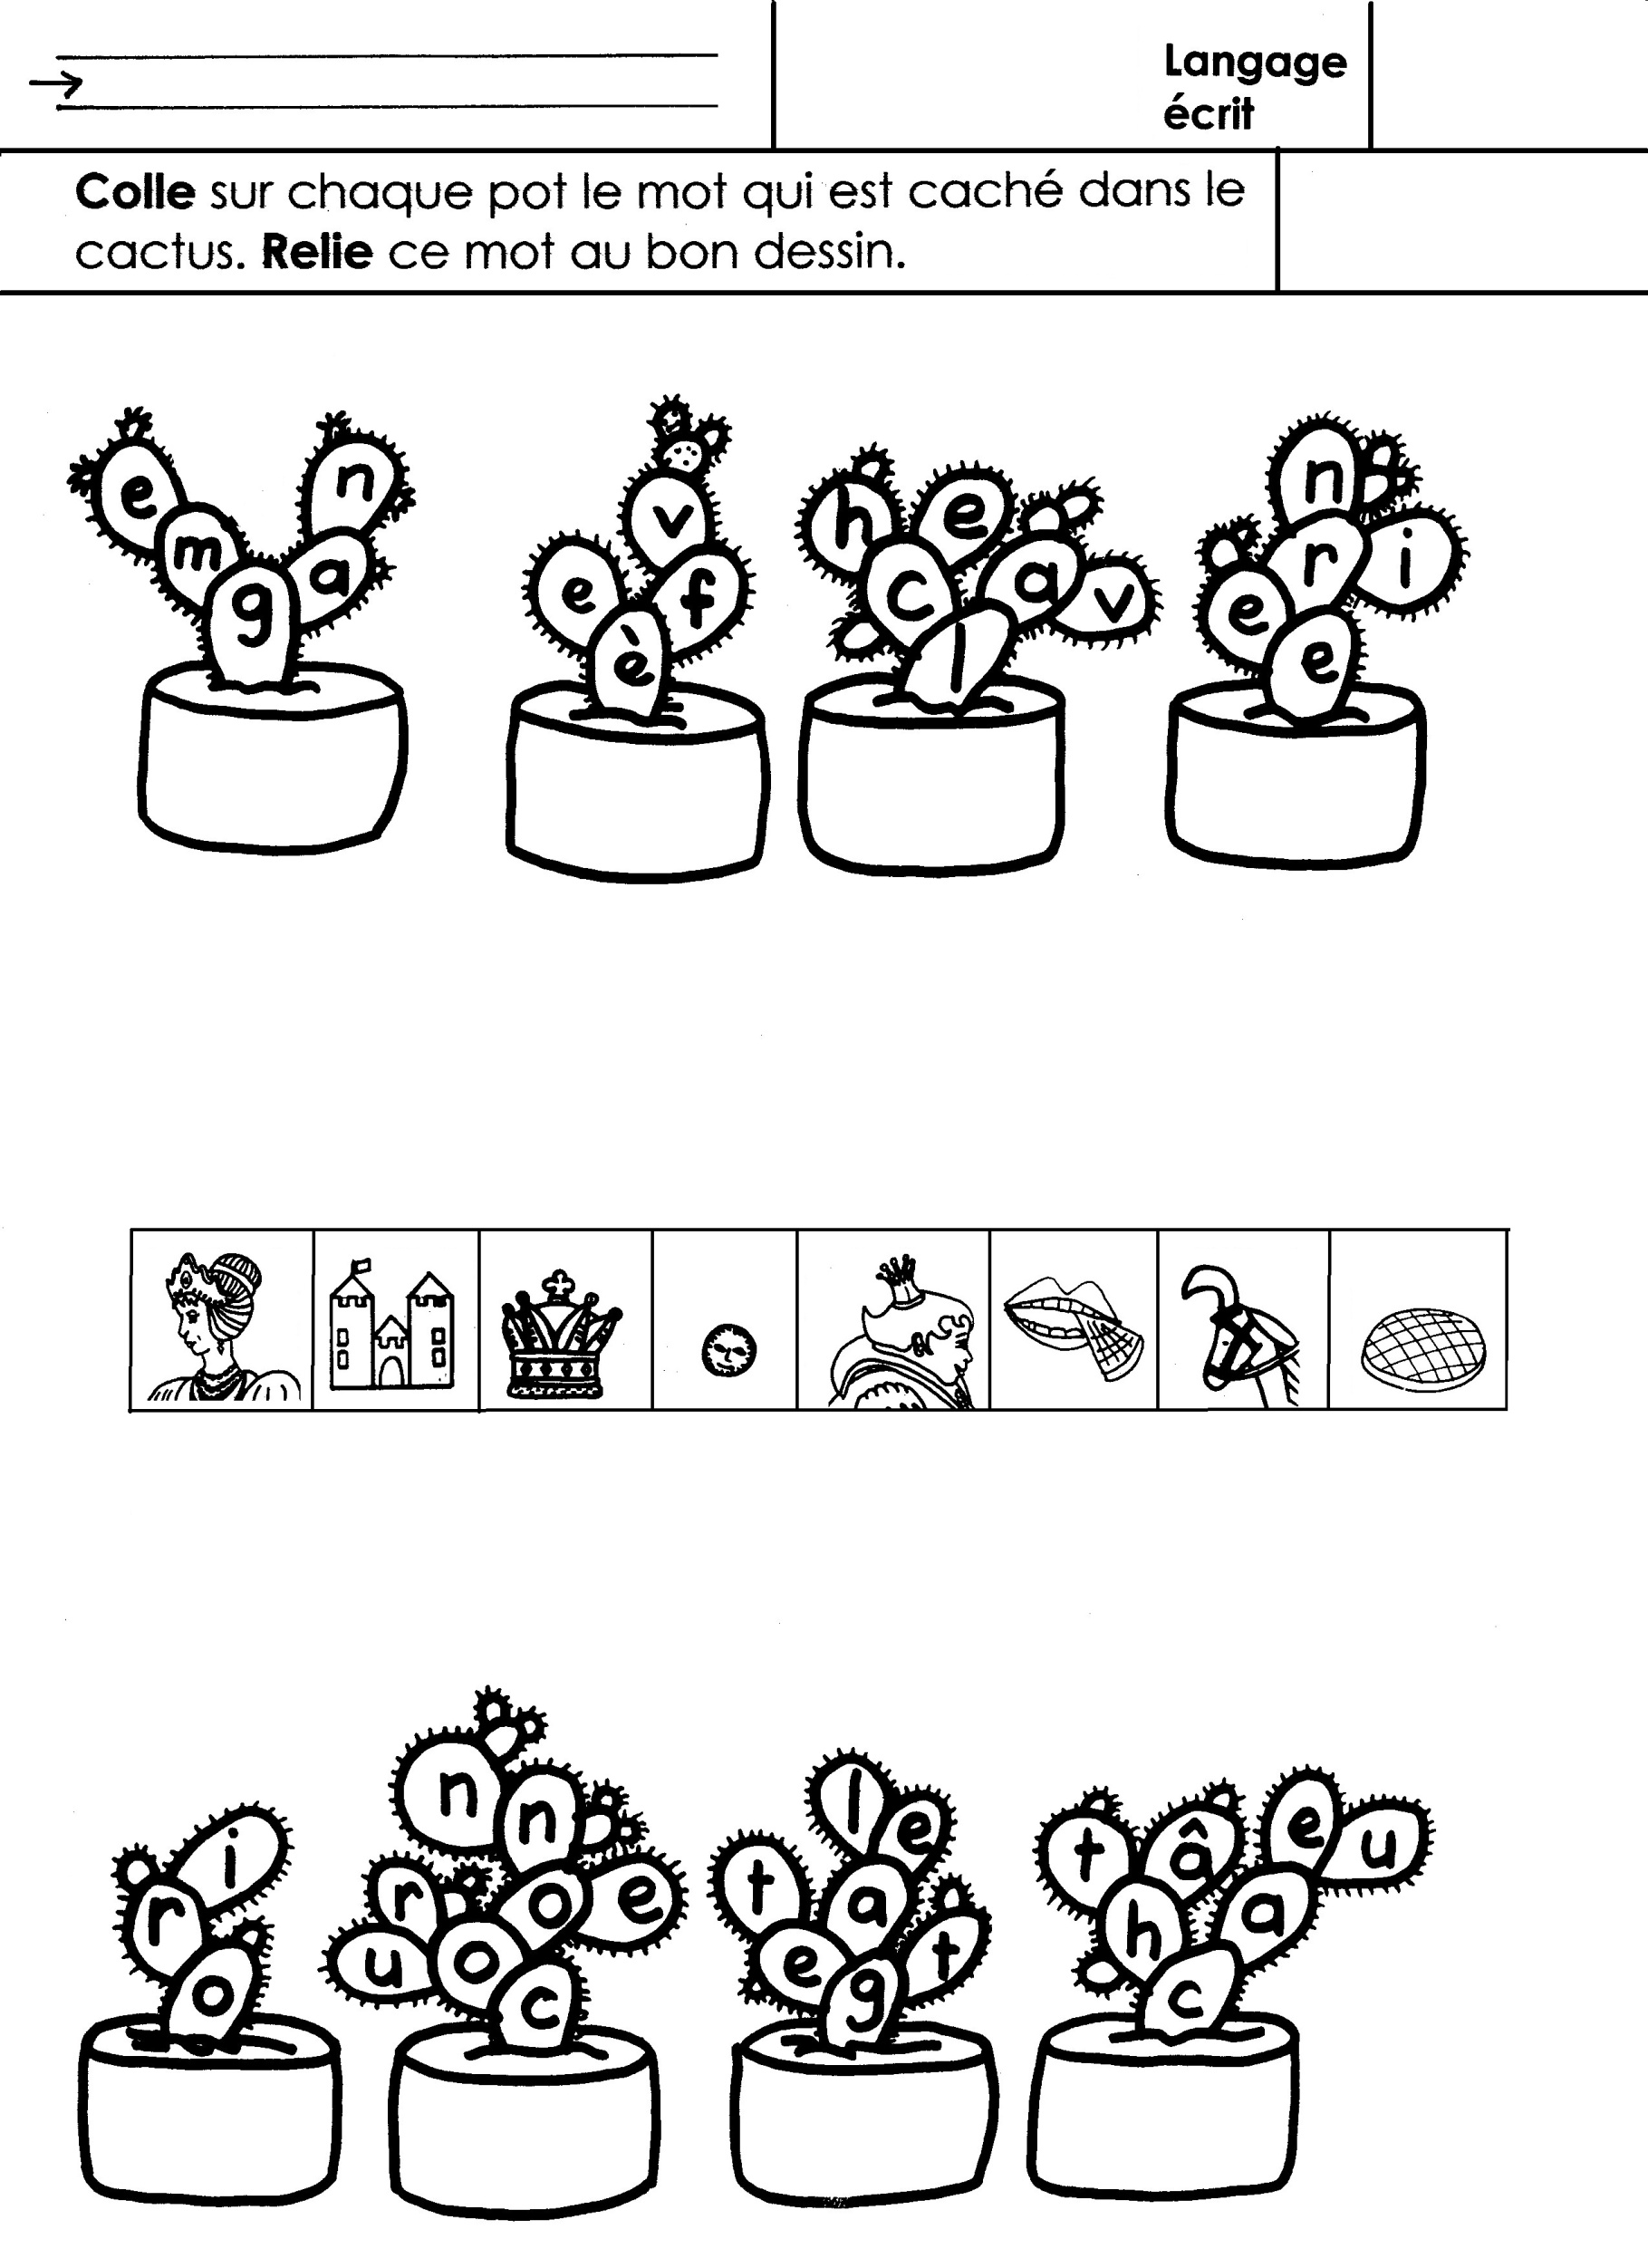 Langage
écrit
Colle sur chaque pot le mot qui est caché dans le
cactus. Relie ce mot au bon dessin.
e m g a n
e v f è
h e c a v l
n r i e e
i r o
n n r o e u o c
l e t a e t g
t â e u h a c